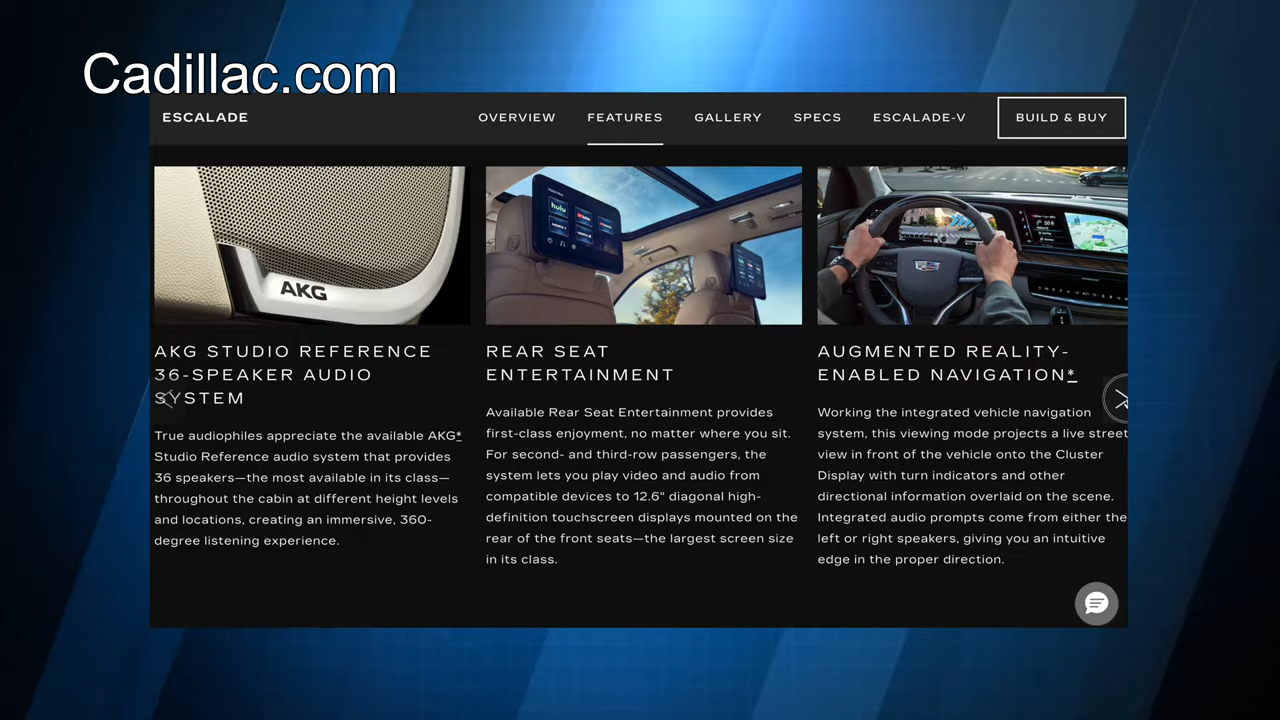 Cadillac.com
ESCALADE
OVERVIEW
FEATURES
GALLERY
SPECS
ESCALADE-V
BUILD & BUY
AKG
hulu
AKG STUDIO REFERENCE
36-SPEAKER AUDIO
SYSTEM
True audiophiles appreciate the available AKG*
Studio Reference audio system that provides
36 speakers—the most available in its class—
throughout the cabin at different height levels
and locations, creating an immersive, 360-
degree listening experience.
REAR SEAT
ENTERTAINMENT
Available Rear Seat Entertainment provides
first-class enjoyment, no matter where you sit.
For second- and third-row passengers, the
system lets you play video and audio from
compatible devices to 12.6" diagonal high-
definition touchscreen displays mounted on the
rear of the front seats—the largest screen size
in its class.
AUGMENTED REALITY-
ENABLED NAVIGATION*
Working the integrated vehicle navigation
system, this viewing mode projects a live street
view in front of the vehicle onto the Cluster
Display with turn indicators and other
directional information overlaid on the scene.
Integrated audio prompts come from either the
left or right speakers, giving you an intuitive
edge in the proper direction.